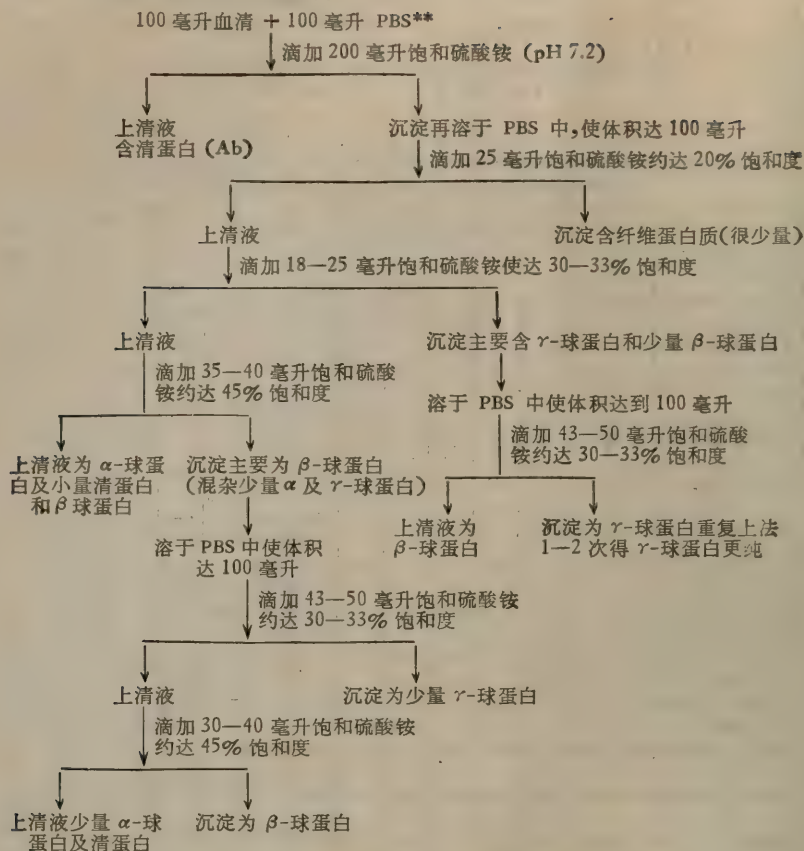 100 毫升血清 + 100 毫升 PBS**
滴加 200 毫升饱和硫酸铵 (pH 7.2)
上清液
含清蛋白 (Ab)
沉淀再溶于 PBS 中,使体积达 100 毫升
滴加 25 毫升饱和硫酸铵约达 20% 饱和度
上清液
沉淀含纤维蛋白质(很少量)
滴加 18—25 毫升饱和硫酸铵使达 30—33% 饱和度
上清液
沉淀主要含 γ-球蛋白和少量 β-球蛋白
滴加 35—40 毫升饱和硫酸
铵约达 45% 饱和度
溶于 PBS 中使体积达到 100 毫升
滴加 43—50 毫升饱和硫酸
铵约达 30—33% 饱和度
上清液为 α-球蛋
白及小量清蛋白
和 β 球蛋白
沉淀主要为 β-球蛋白
(混杂少量 α 及 γ-球蛋白)
上清液为
β-球蛋白
沉淀为 γ-球蛋白重复上法
1—2 次得 γ-球蛋白更纯
溶于 PBS 中使体积
达 100 毫升
滴加 43—50 毫升饱和硫酸铵
约达 30—33% 饱和度
上清液
沉淀为少量 γ-球蛋白
滴加 30—40 毫升饱和硫酸铵
约达 45% 饱和度
上清液少量 α-球
蛋白及清蛋白
沉淀为 β-球蛋白